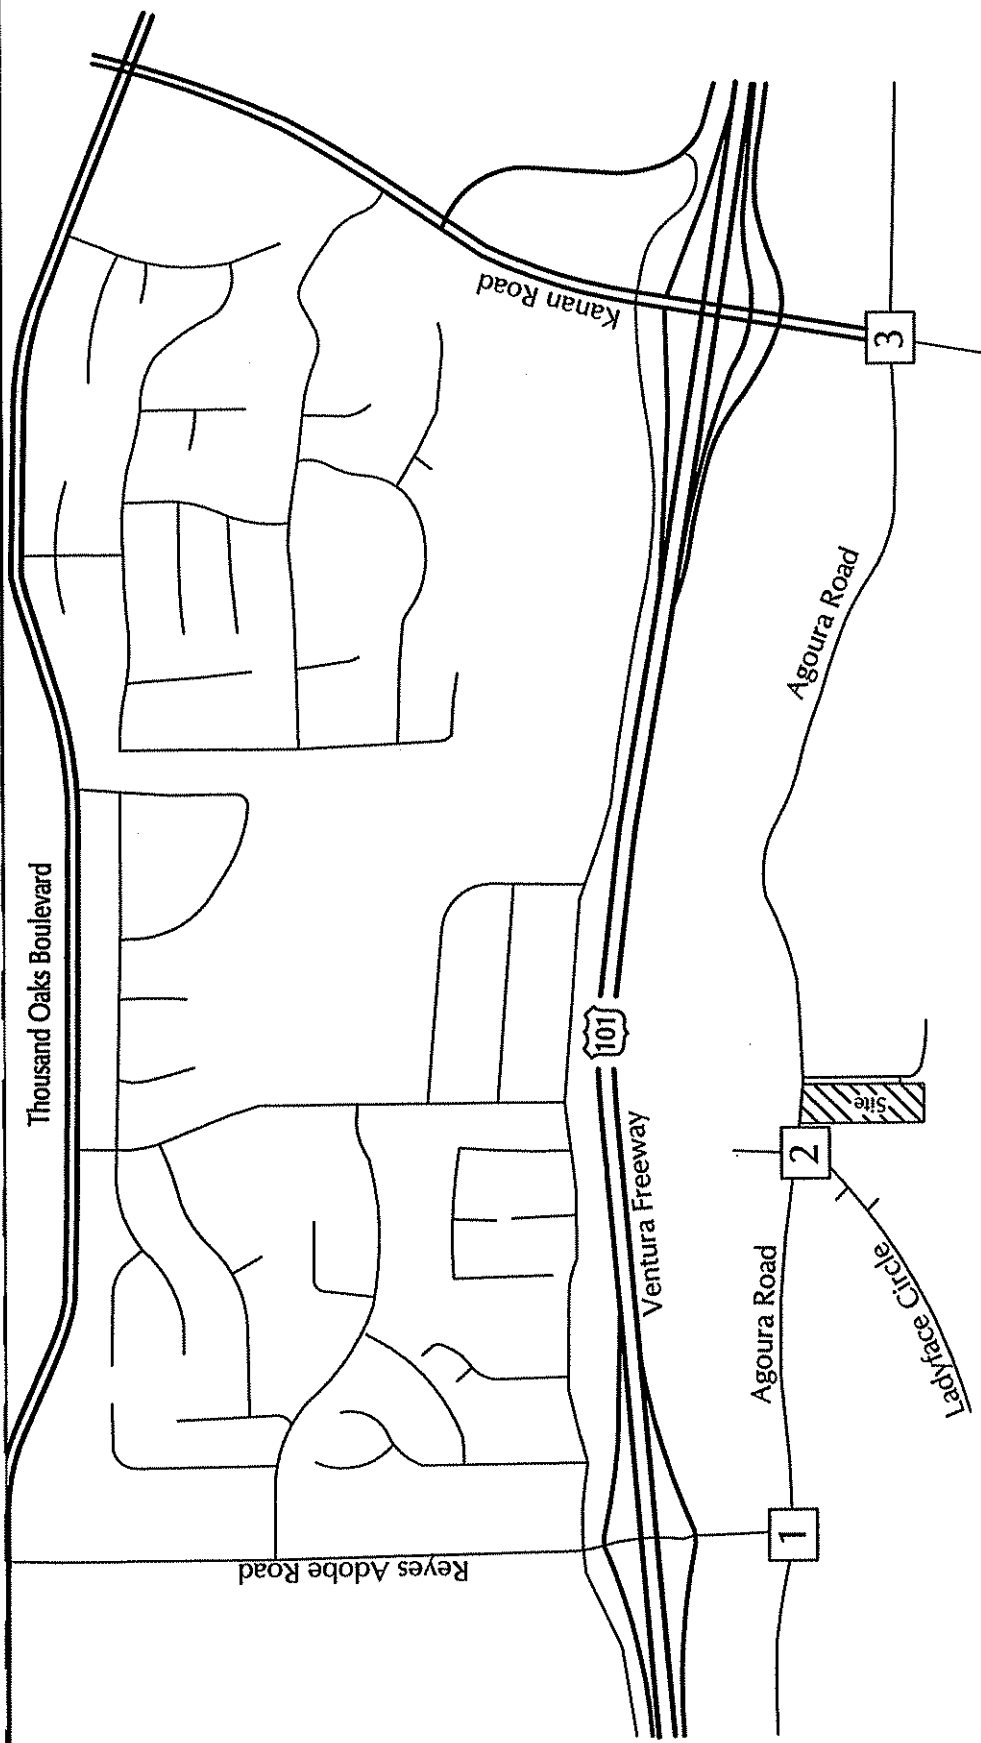 Thousand Oaks Boulevard
Kanan Road
Reyes Adobe Road
101
Ventura Freeway
Agoura Road
Agoura Road
Ladyface Circle
Site
1
2
3